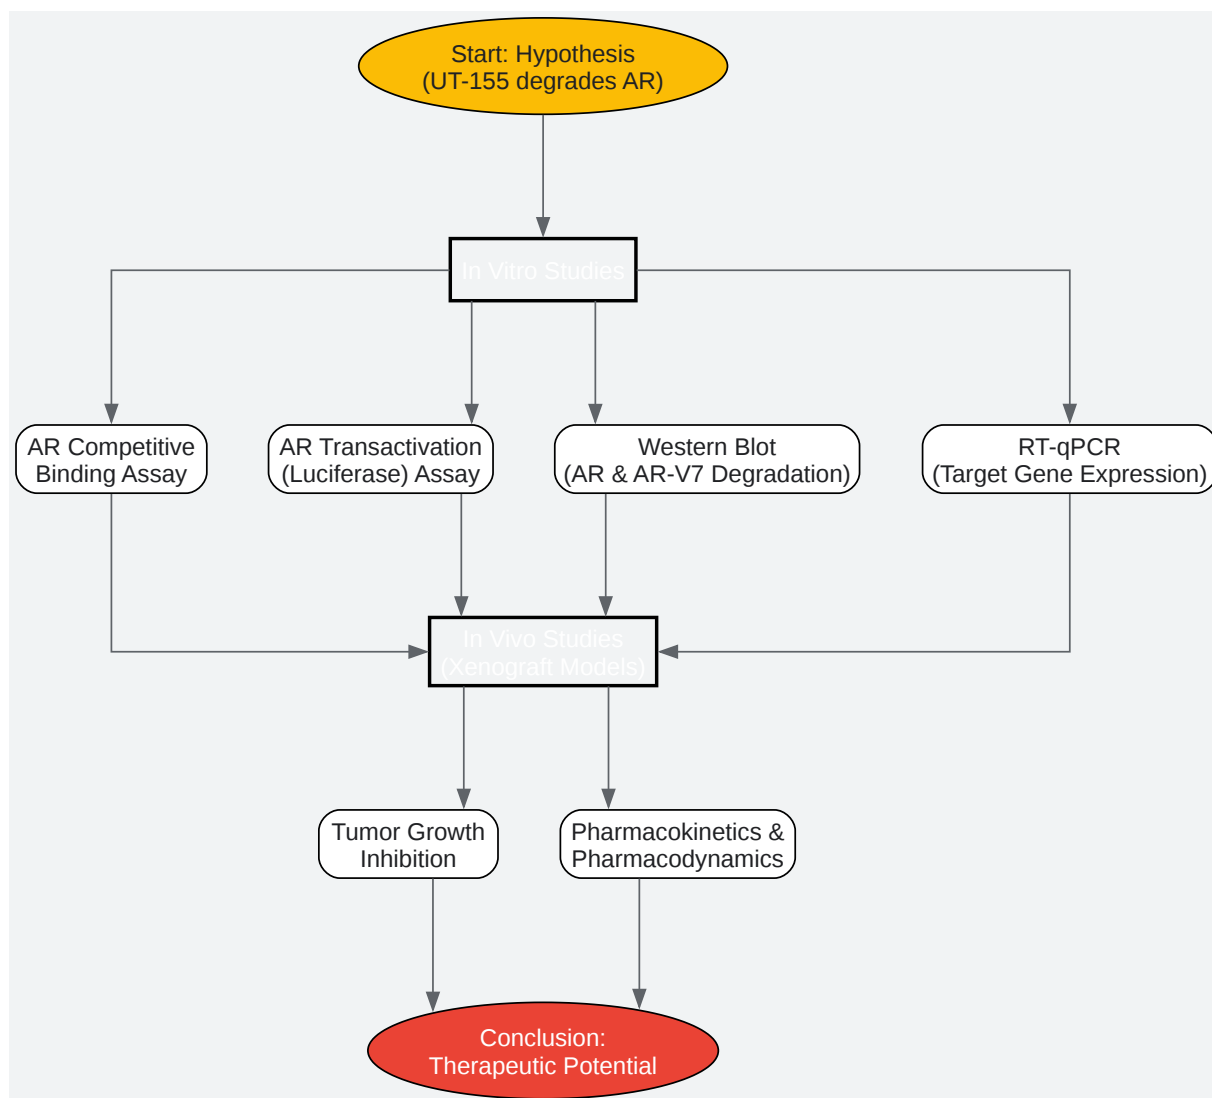 Start: Hypothesis
(UT-155 degrades AR)
In Vitro Studies
AR Competitive
Binding Assay
AR Transactivation
(Luciferase) Assay
Western Blot
(AR & AR-V7 Degradation)
RT-qPCR
(Target Gene Expression)
In Vivo Studies
(Xenograft Models)
Tumor Growth
Inhibition
Pharmacokinetics &
Pharmacodynamics
Conclusion:
Therapeutic Potential